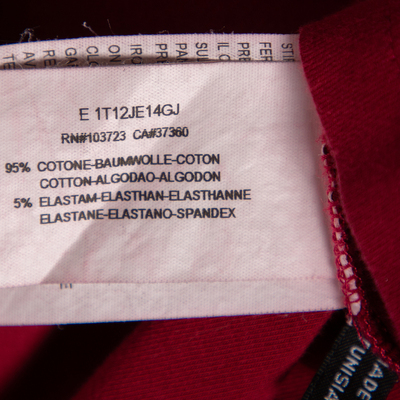 E 1T12JE14GJ
RN#103723 CA#37360
95% COTONE-BAUMWOLLE-COTON
COTTON-ALGODAO-ALGODON
5% ELASTAM-ELASTHAN-ELASTHANNE
ELASTANE-ELASTANO-SPANDEX